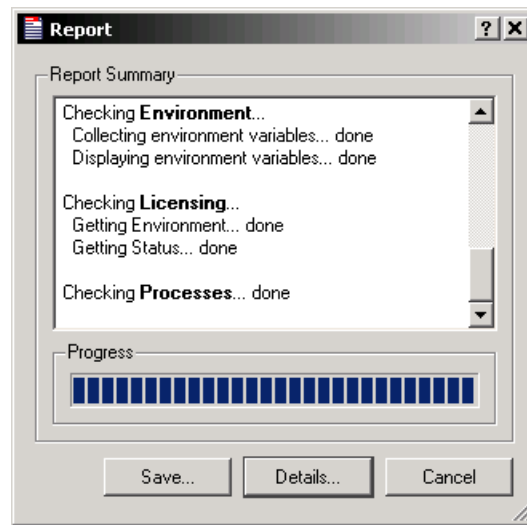 Report
Report Summary
Checking Environment...
Collecting environment variables... done
Displaying environment variables... done
Checking Licensing...
Getting Environment... done
Getting Status... done
Checking Processes... done
Progress
Save... Details... Cancel